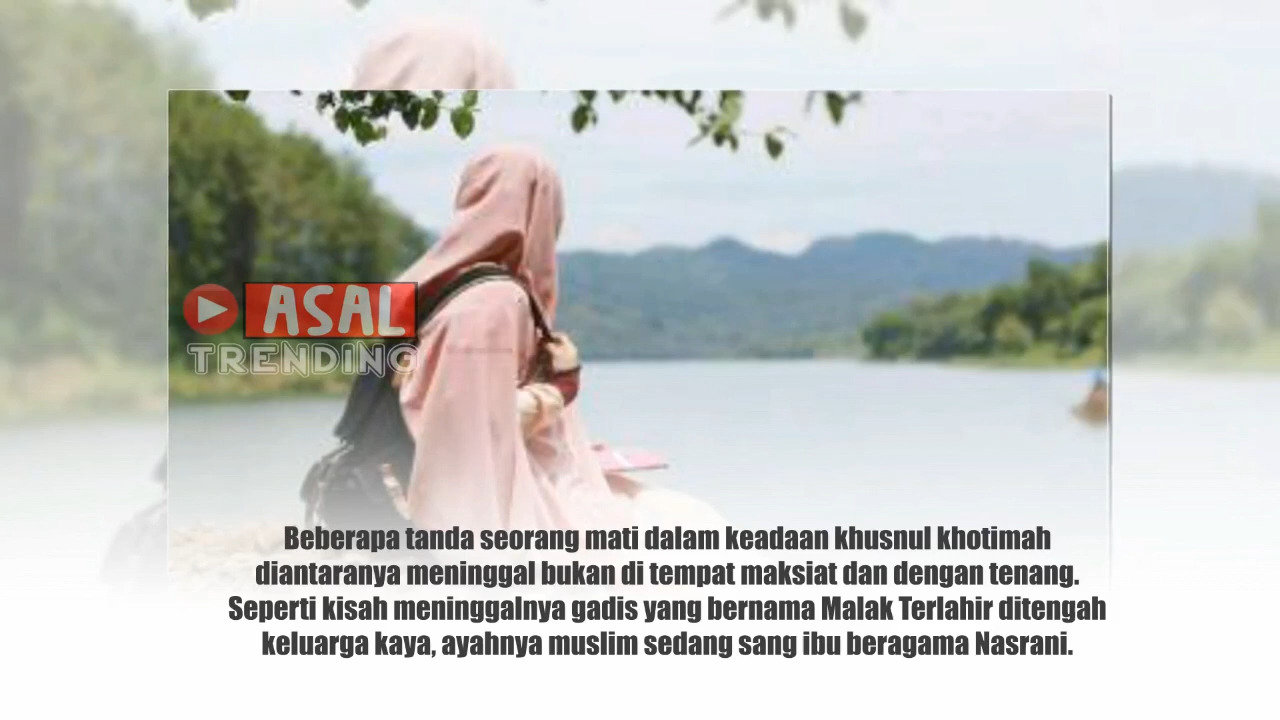 ASAL
TRENDING
Beberapa tanda seorang mati dalam keadaan khusnul khotimah
diantaranya meninggal bukan di tempat maksiat dan dengan tenang.
Seperti kisah meninggalnya gadis yang bernama Malak Terlahir ditengah
keluarga kaya, ayahnya muslim sedang sang ibu beragama Nasrani.